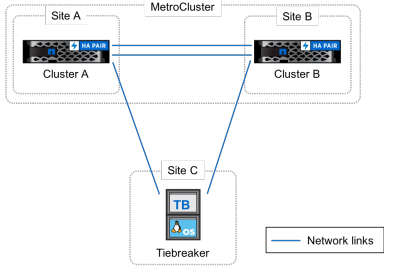 MetroCluster
Site A
Site B
HA PAIR
HA PAIR
Cluster A
Cluster B
Site C
TB
OS
Tiebreaker
Network links